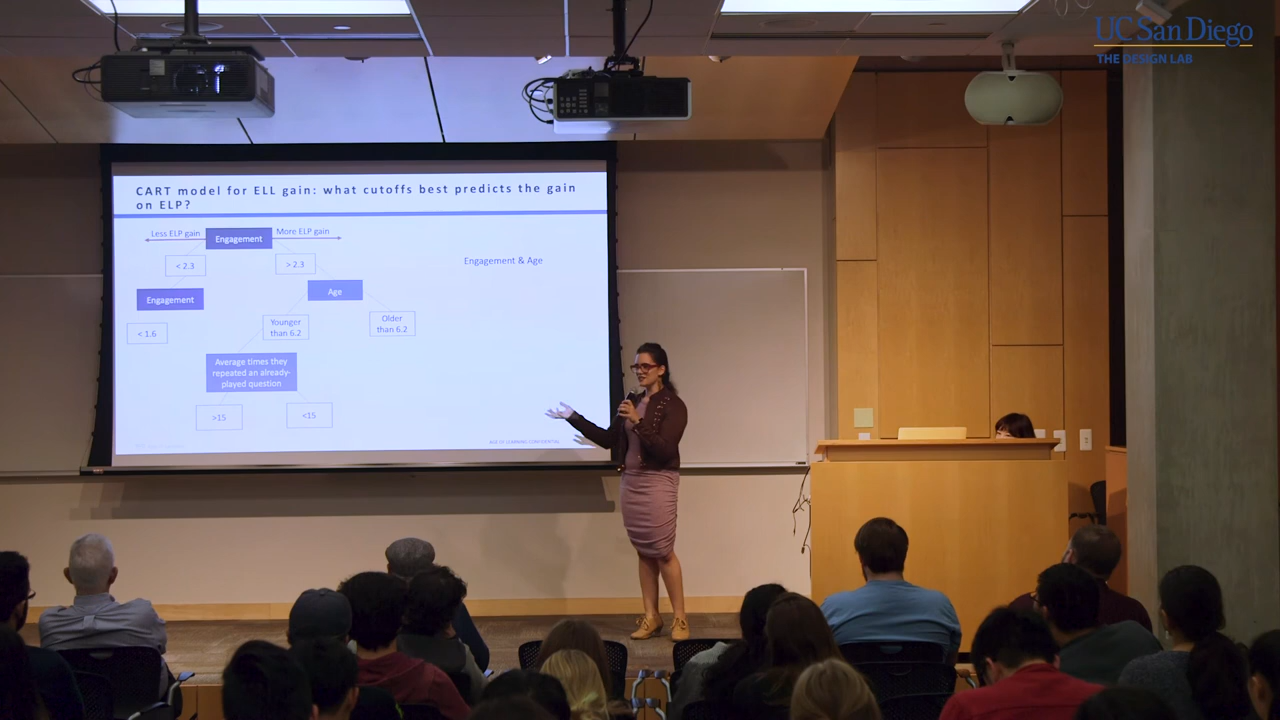 UC San Diego
THE DESIGN LAB
CART model for ELL gain: what cutoffs best predicts the gain
on ELP?
Less ELP gain
Engagement
More ELP gain
< 2.3
> 2.3
Engagement & Age
Engagement
Age
< 1.6
Younger
than 6.2
Older
than 6.2
Average times they
repeated an already-
played question
>15
<15
AGE OF LEARNING CONFIDENTIAL